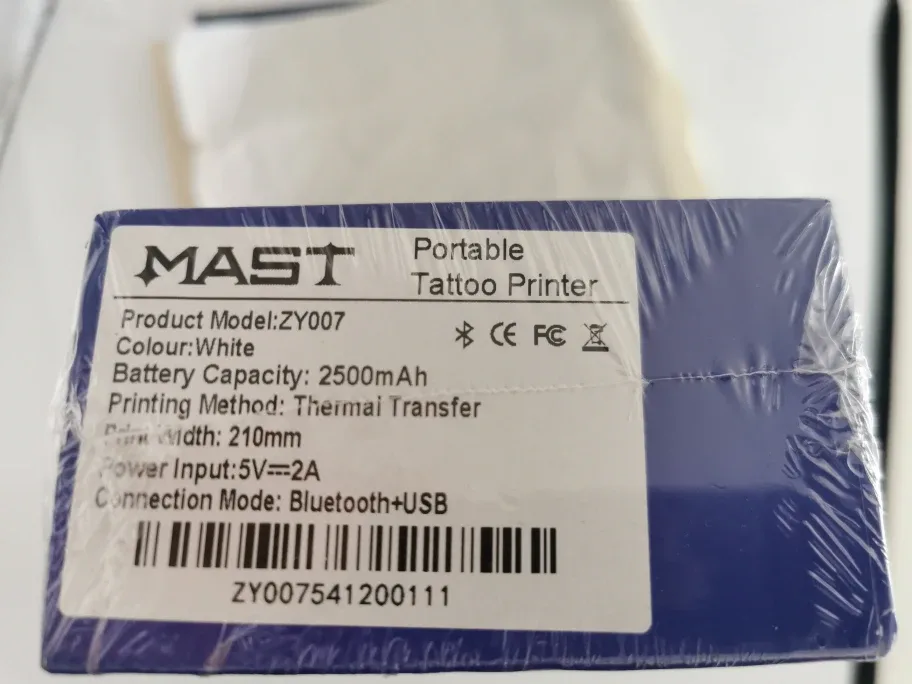 MAST
Portable
Tattoo Printer
Product Model:ZY007
Colour:White
Battery Capacity: 2500mAh
Printing Method: Thermal Transfer
Print Width: 210mm
Power Input:5V⎓2A
Connection Mode: Bluetooth+USB
ZY007541200111